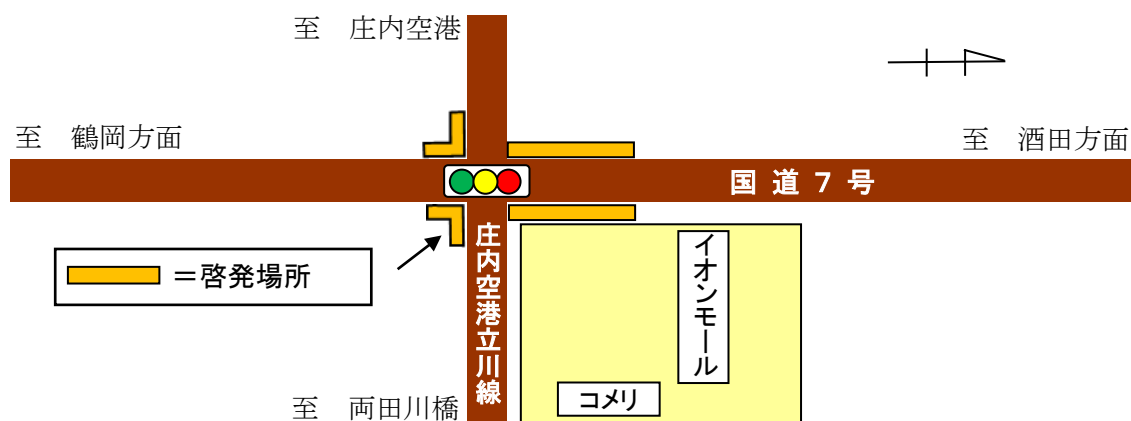 至　庄内空港
至　鶴岡方面
至　酒田方面
国道７号
庄内空港立川線
イオンモール
＝啓発場所
コメリ
至　両田川橋